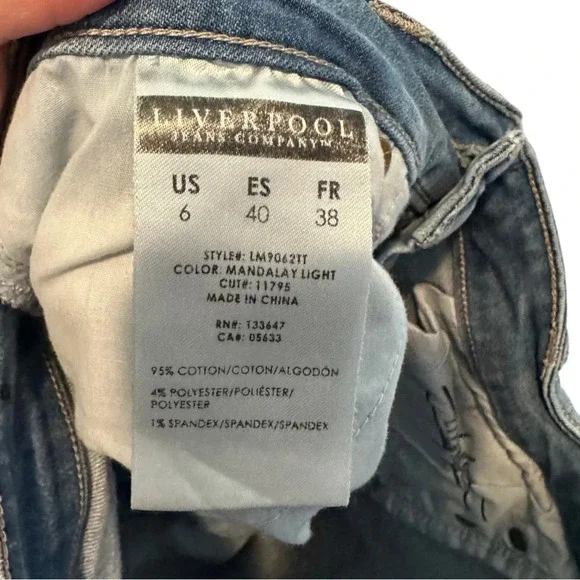 LIVERPOOL
JEANS COMPANY™
US ES FR
6 40 38
STYLE#: LM9062TT
COLOR: MANDALAY LIGHT
CUT#: 11795
MADE IN CHINA
RN#: 133647
CA#: 05633
95% COTTON/COTON/ALGODÓN
4% POLYESTER/POLIÉSTER/
POLYESTER
1% SPANDEX/SPANDEX/SPANDEX